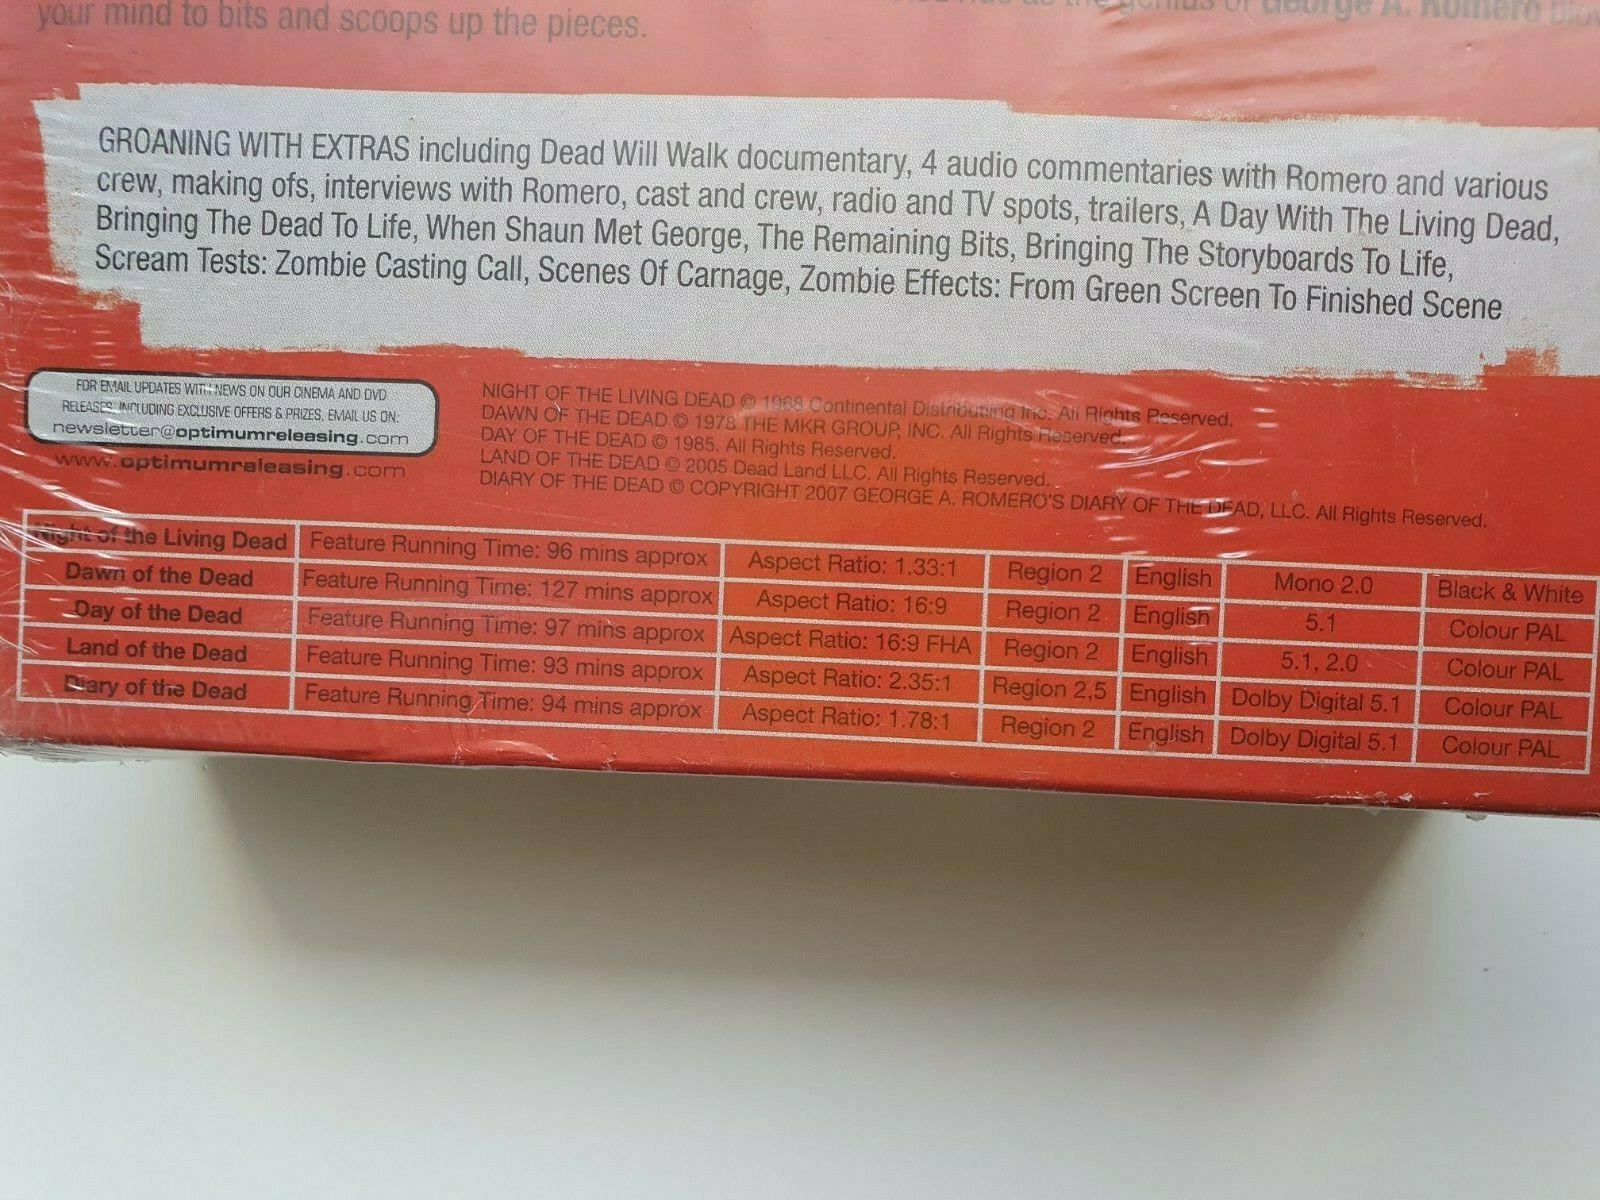 your mind to bits and scoops up the pieces.
genius of George A. Romero
GROANING WITH EXTRAS including Dead Will Walk documentary, 4 audio commentaries with Romero and various
crew, making ofs, interviews with Romero, cast and crew, radio and TV spots, trailers, A Day With The Living Dead,
Bringing The Dead To Life, When Shaun Met George, The Remaining Bits, Bringing The Storyboards To Life,
Scream Tests: Zombie Casting Call, Scenes Of Carnage, Zombie Effects: From Green Screen To Finished Scene
FOR EMAIL UPDATES WITH NEWS ON OUR CINEMA AND DVD
RELEASES, INCLUDING EXCLUSIVE OFFERS & PRIZES, EMAIL US ON:
newsletter@optimumreleasing.com
www.optimumreleasing.com
NIGHT OF THE LIVING DEAD © 1968 Continental Distributing Inc. All Rights Reserved.
DAWN OF THE DEAD © 1978 THE MKR GROUP, INC. All Rights Reserved.
DAY OF THE DEAD © 1985. All Rights Reserved.
LAND OF THE DEAD © 2005 Dead Land LLC. All Rights Reserved.
DIARY OF THE DEAD © COPYRIGHT 2007 GEORGE A. ROMERO'S DIARY OF THE DEAD, LLC. All Rights Reserved.
Night of the Living Dead Feature Running Time: 96 mins approx Aspect Ratio: 1.33:1 Region 2 English Mono 2.0 Black & White
Dawn of the Dead Feature Running Time: 127 mins approx Aspect Ratio: 16:9 Region 2 English 5.1 Colour PAL
Day of the Dead Feature Running Time: 97 mins approx Aspect Ratio: 16:9 FHA Region 2 English 5.1, 2.0 Colour PAL
Land of the Dead Feature Running Time: 93 mins approx Aspect Ratio: 2.35:1 Region 2,5 English Dolby Digital 5.1 Colour PAL
Diary of the Dead Feature Running Time: 94 mins approx Aspect Ratio: 1.78:1 Region 2 English Dolby Digital 5.1 Colour PAL